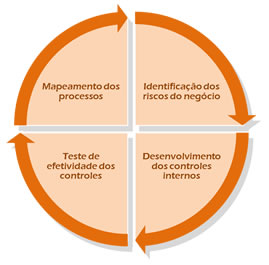 Mapeamento dos
processos
Identificação dos
riscos do negócio
Teste de
efetividade dos
controles
Desenvolvimento
dos controles
internos